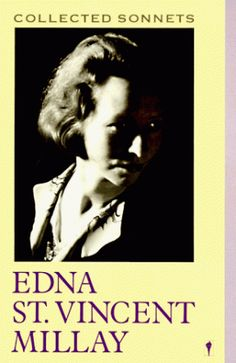 COLLECTED SONNETS
EDNA
ST. VINCENT
MILLAY